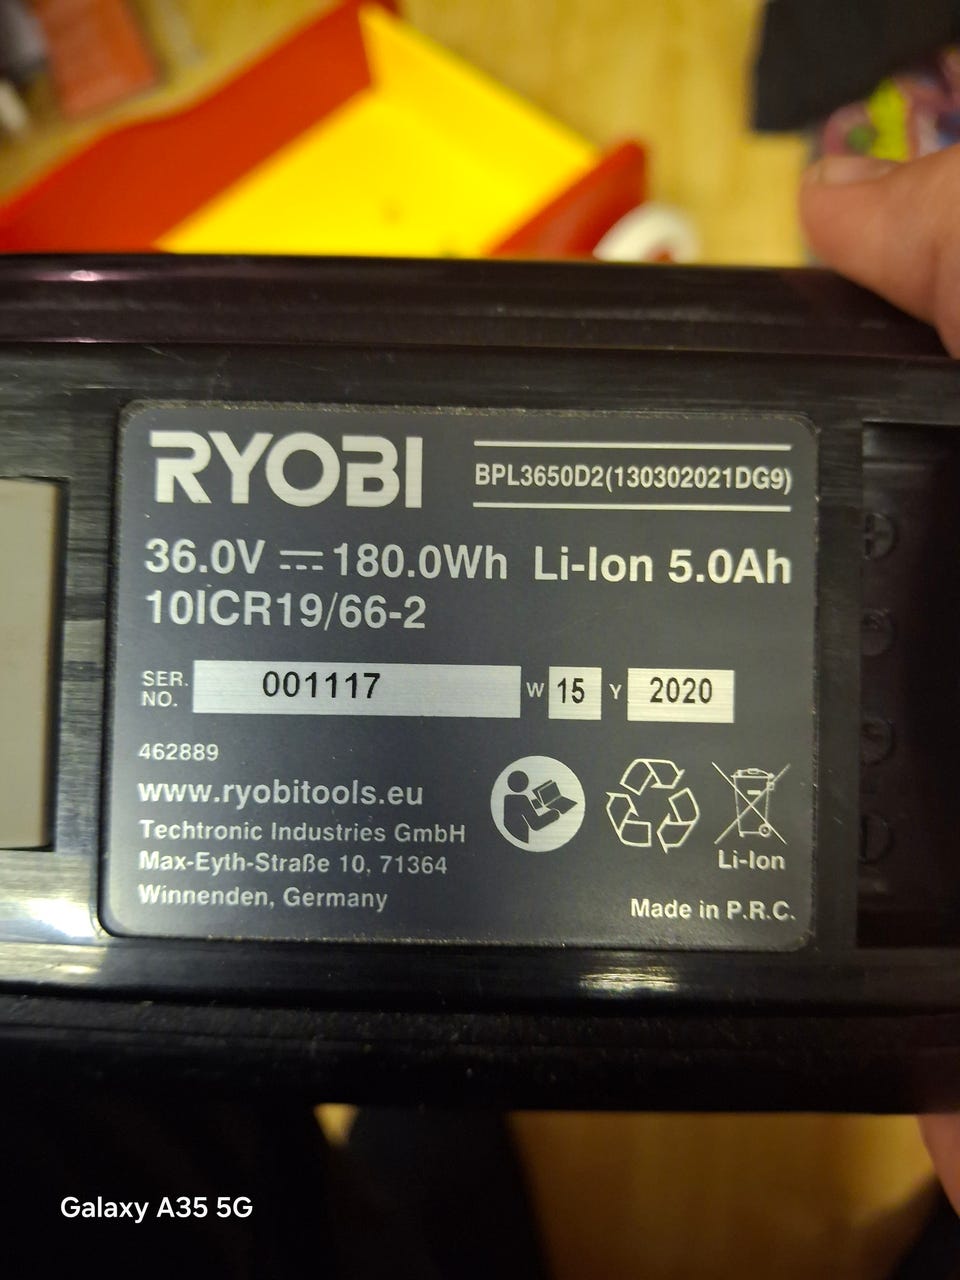 RYOBI
BPL3650D2(130302021DG9)
36.0V ⎓ 180.0Wh Li-Ion 5.0Ah
10ICR19/66-2
SER. NO. 001117 W 15 Y 2020
462889
www.ryobitools.eu
Techtronic Industries GmbH
Max-Eyth-Straße 10, 71364
Winnenden, Germany
Li-Ion
Made in P.R.C.
Galaxy A35 5G